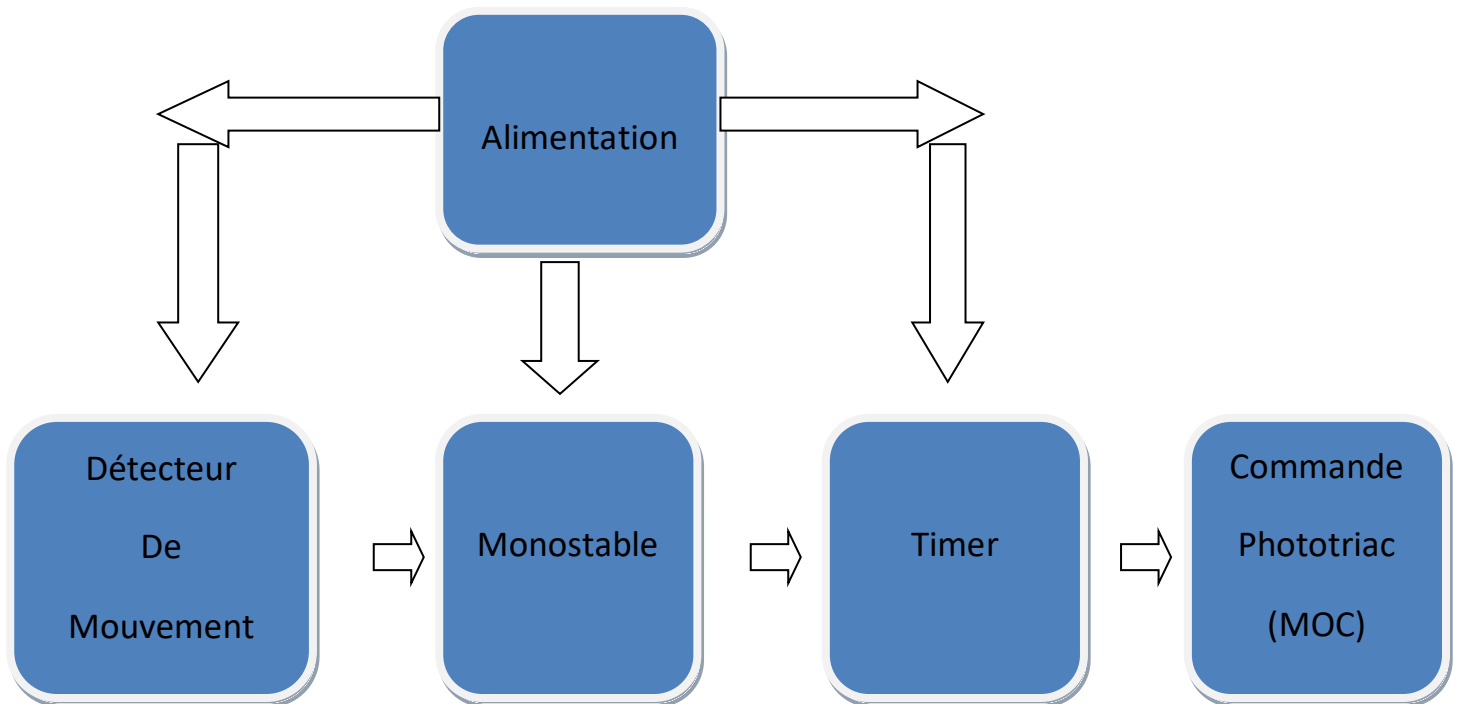 Alimentation
Détecteur
De
Mouvement
Monostable
Timer
Commande
Phototriac
(MOC)